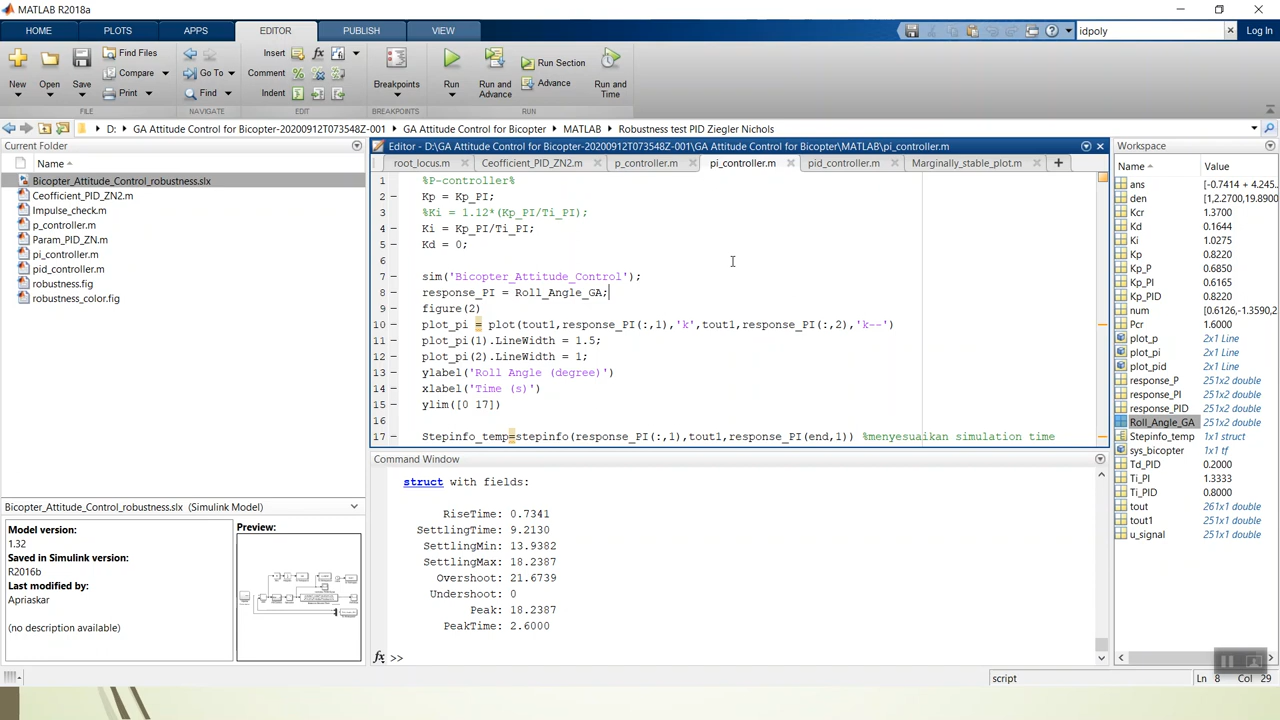 MATLAB R2018a
HOME PLOTS APPS EDITOR PUBLISH VIEW idpoly Log In
New Open Save Find Files Compare Print Go To Find Insert Comment Indent Breakpoints Run Run and Advance Run Section Advance Run and Time
FILE NAVIGATE EDIT BREAKPOINTS RUN
D: GA Attitude Control for Bicopter-20200912T073548Z-001 GA Attitude Control for Bicopter MATLAB Robustness test PID Ziegler Nichols
Current Folder
Name
Bicopter_Attitude_Control_robustness.slx
Ceofficient_PID_ZN2.m
Impulse_check.m
p_controller.m
Param_PID_ZN.m
pi_controller.m
pid_controller.m
robustness.fig
robustness_color.fig
Bicopter_Attitude_Control_robustness.slx (Simulink Model)
Model version:
1.32
Saved in Simulink version:
R2016b
Last modified by:
Apriaskar
(no description available)
Preview:
Editor - D:\GA Attitude Control for Bicopter-20200912T073548Z-001\GA Attitude Control for Bicopter\MATLAB\pi_controller.m
root_locus.m Ceofficient_PID_ZN2.m p_controller.m pi_controller.m pid_controller.m Marginally_stable_plot.m
1 %P-controller%
2 Kp = Kp_PI;
3 %Ki = 1.12*(Kp_PI/Ti_PI);
4 Ki = Kp_PI/Ti_PI;
5 Kd = 0;
6
7 sim('Bicopter_Attitude_Control');
8 response_PI = Roll_Angle_GA;
9 figure(2)
10 plot_pi = plot(tout1,response_PI(:,1),'k',tout1,response_PI(:,2),'k--')
11 plot_pi(1).LineWidth = 1.5;
12 plot_pi(2).LineWidth = 1;
13 ylabel('Roll Angle (degree)')
14 xlabel('Time (s)')
15 ylim([0 17])
16
17 Stepinfo_temp=stepinfo(response_PI(:,1),tout1,response_PI(end,1)) %menyesuaikan simulation time
Command Window
struct with fields:
RiseTime: 0.7341
SettlingTime: 9.2130
SettlingMin: 13.9382
SettlingMax: 18.2387
Overshoot: 21.6739
Undershoot: 0
Peak: 18.2387
PeakTime: 2.6000
fx >>
Workspace
Name Value
ans [-0.7414 + 4.245...
den [1,2.2700,19.890...
Kcr 1.3700
Kd 0.1644
Ki 1.0275
Kp 0.8220
Kp_P 0.6850
Kp_PI 0.6165
Kp_PID 0.8220
num [0.6126,-1.3590,2...
Pcr 1.6000
plot_p 2x1 Line
plot_pi 2x1 Line
plot_pid 2x1 Line
response_P 251x2 double
response_PI 251x2 double
response_PID 251x2 double
Roll_Angle_GA 251x2 double
Stepinfo_temp 1x1 struct
sys_bicopter 1x1 tf
Td_PID 0.2000
Ti_PI 1.3333
Ti_PID 0.8000
tout 261x1 double
tout1 251x1 double
u_signal 251x1 double
script Ln 8 Col 29